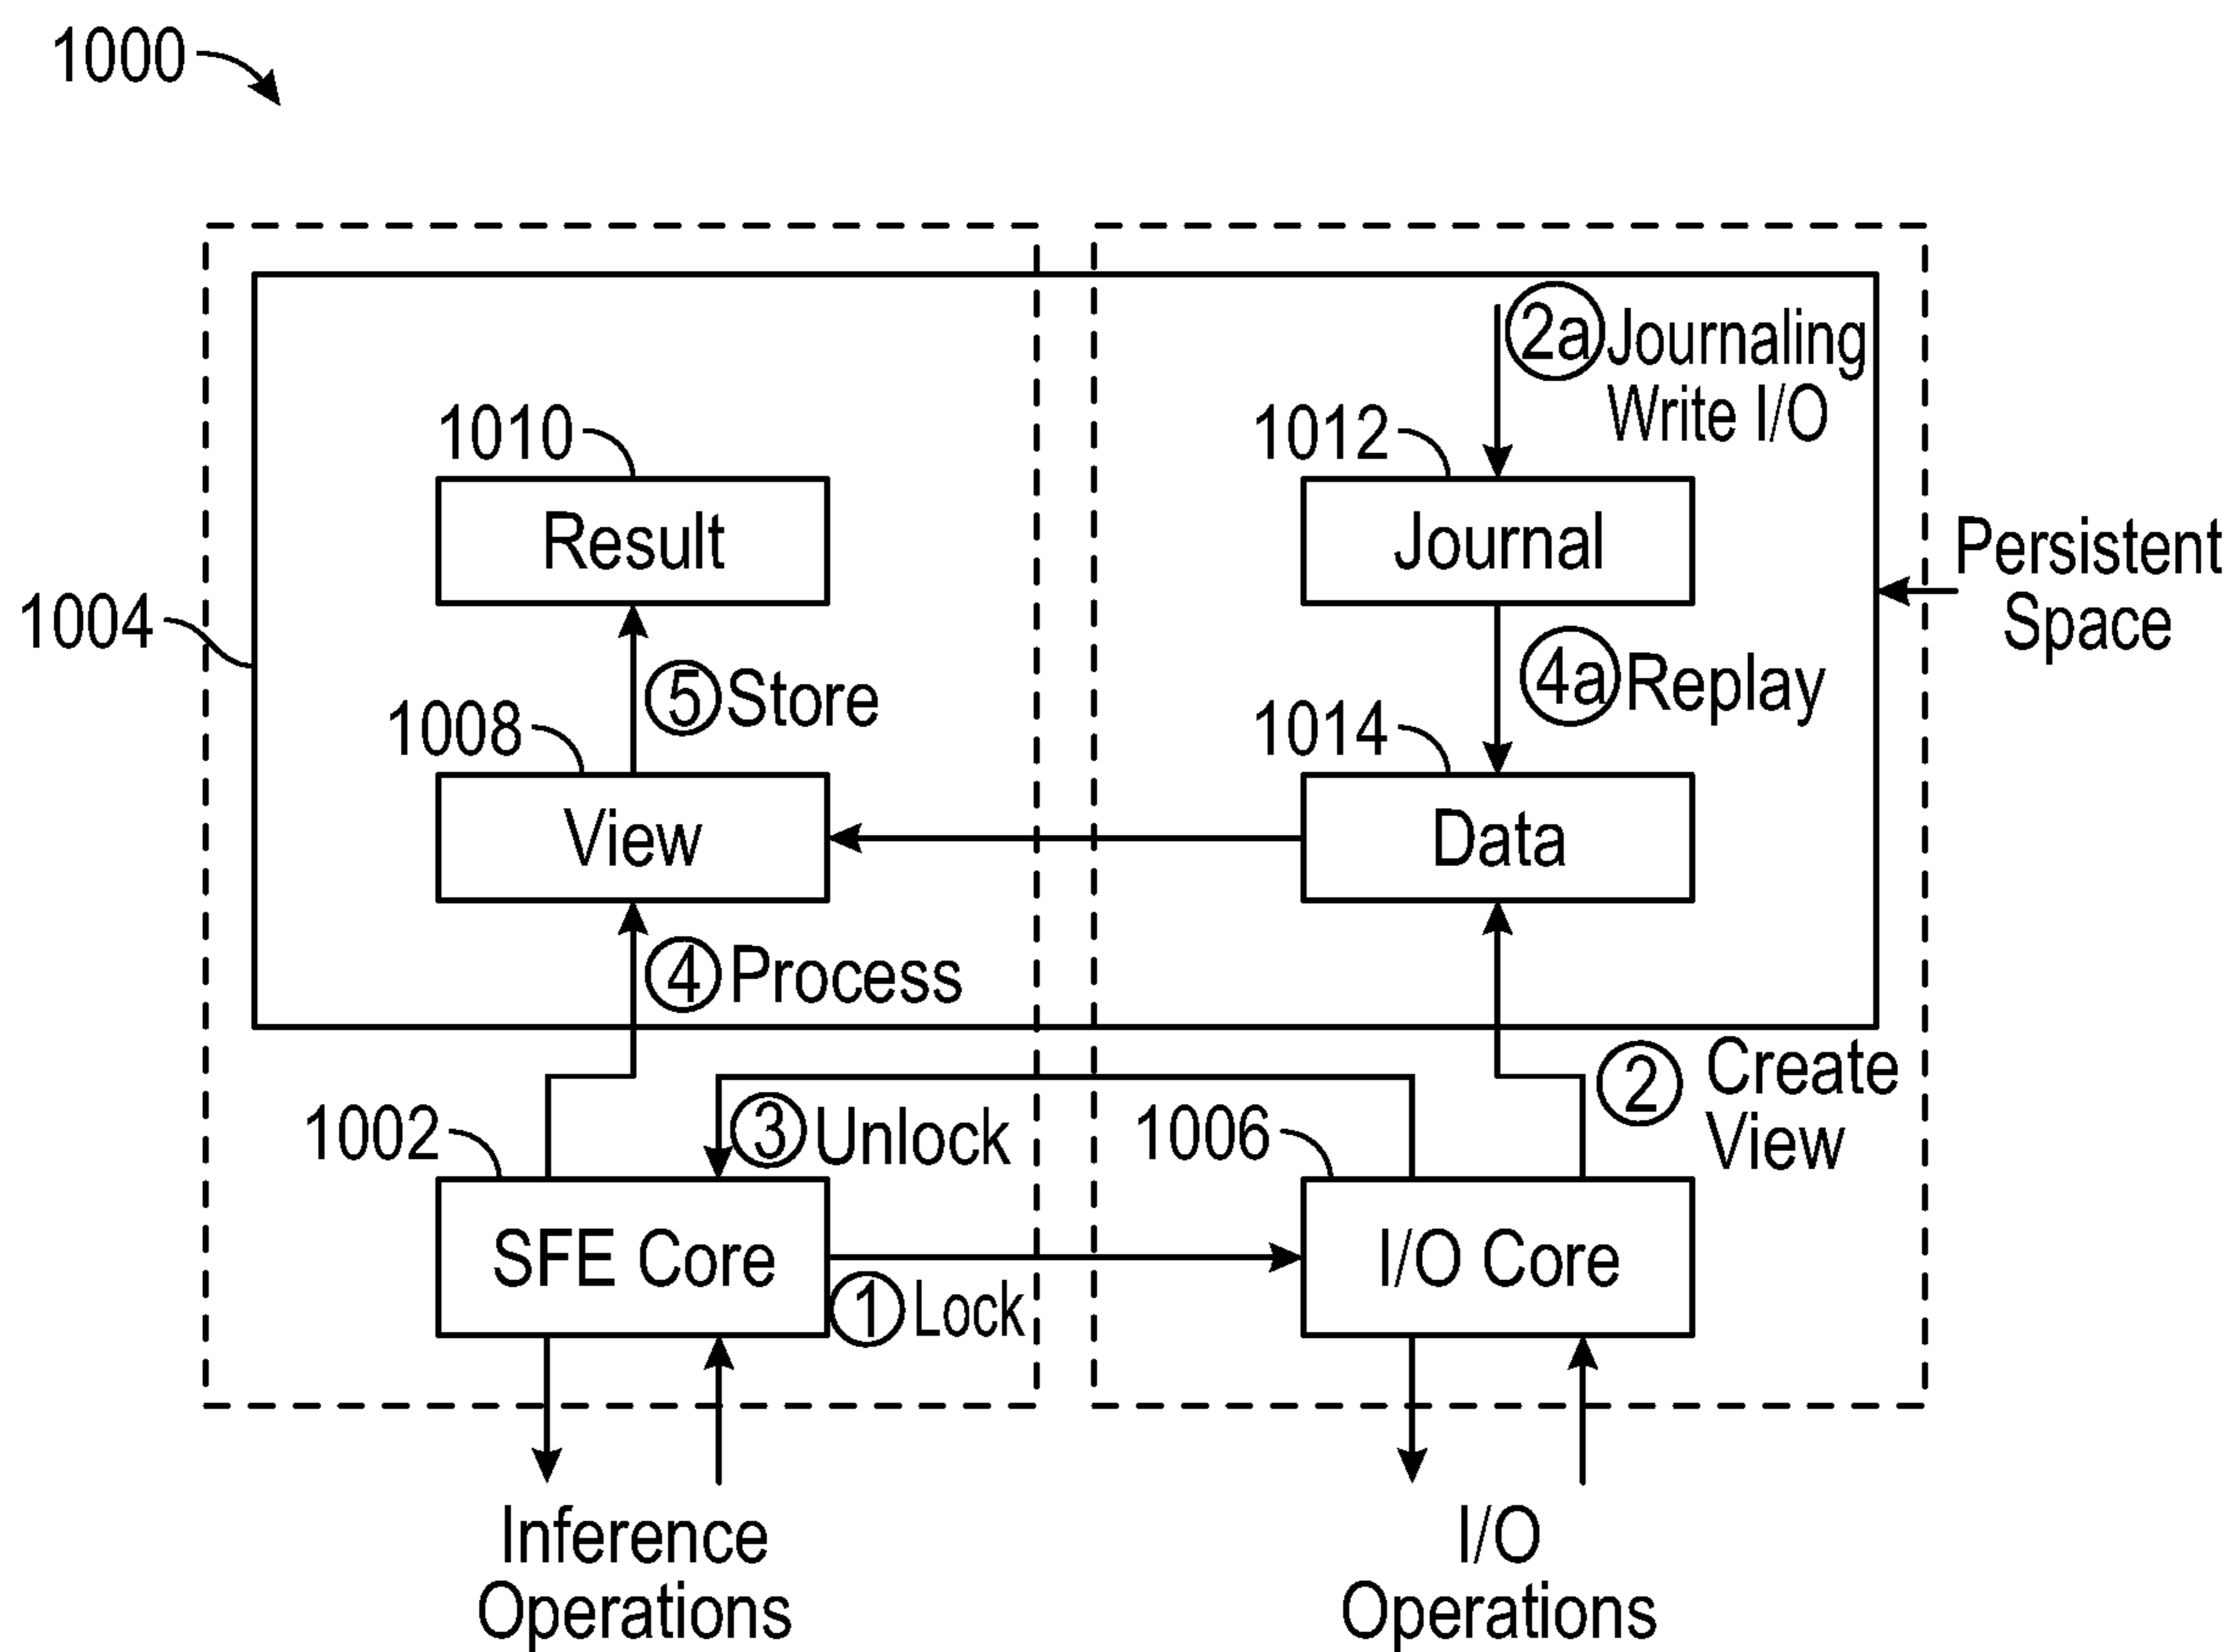 1000
2a Journaling
Write I/O
1010
1012
Result
Journal
Persistent
Space
1004
5 Store
4a Replay
1008
1014
View
Data
4 Process
2 Create
View
3 Unlock
1002
1006
SFE Core
I/O Core
1 Lock
Inference
Operations
I/O
Operations